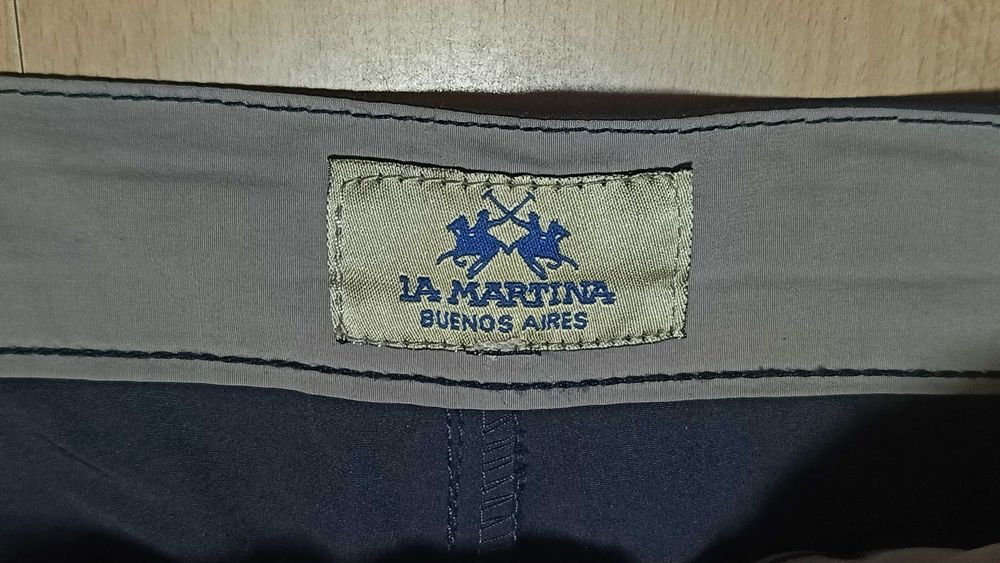 LA MARTINA
BUENOS AIRES